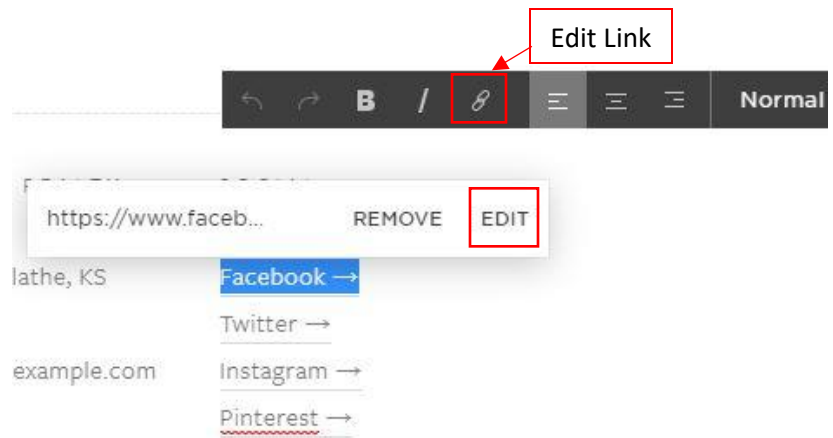 Edit Link
B I Normal
https://www.faceb... REMOVE EDIT
lathe, KS Facebook →
Twitter →
example.com Instagram →
Pinterest →